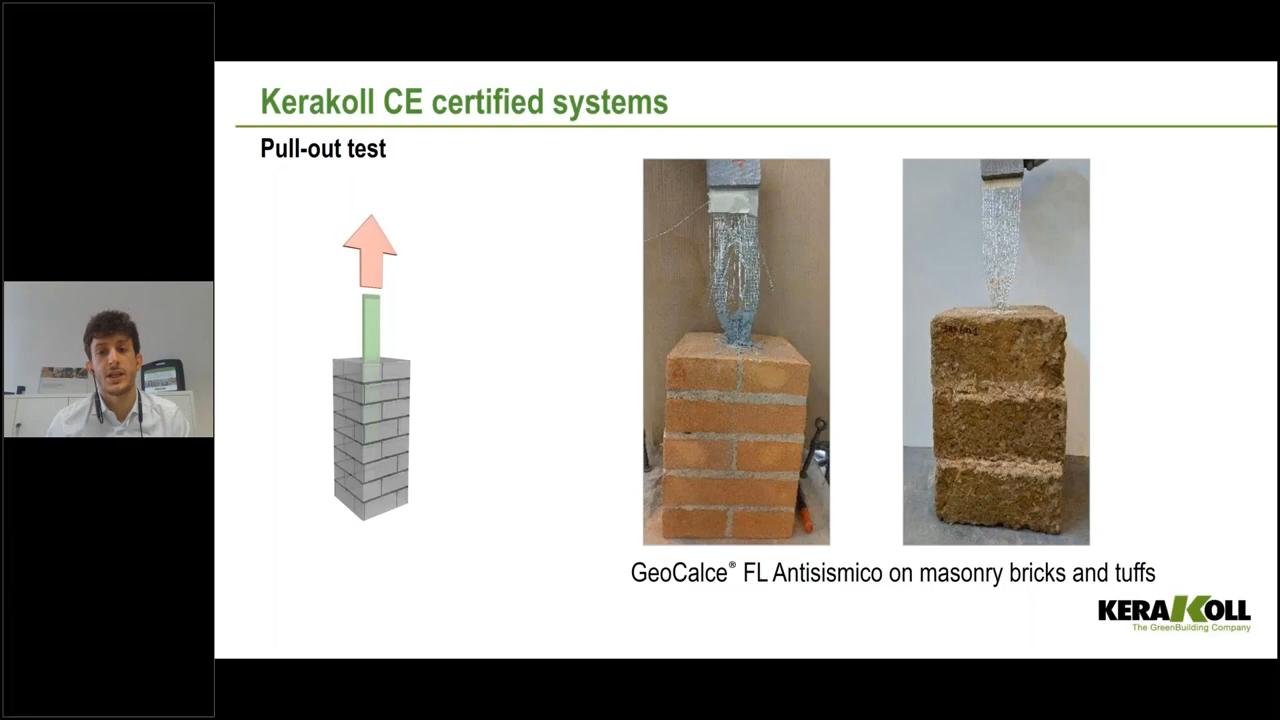 Kerakoll CE certified systems
Pull-out test
GeoCalce® FL Antisismico on masonry bricks and tuffs
KERAKOLL
The GreenBuilding Company